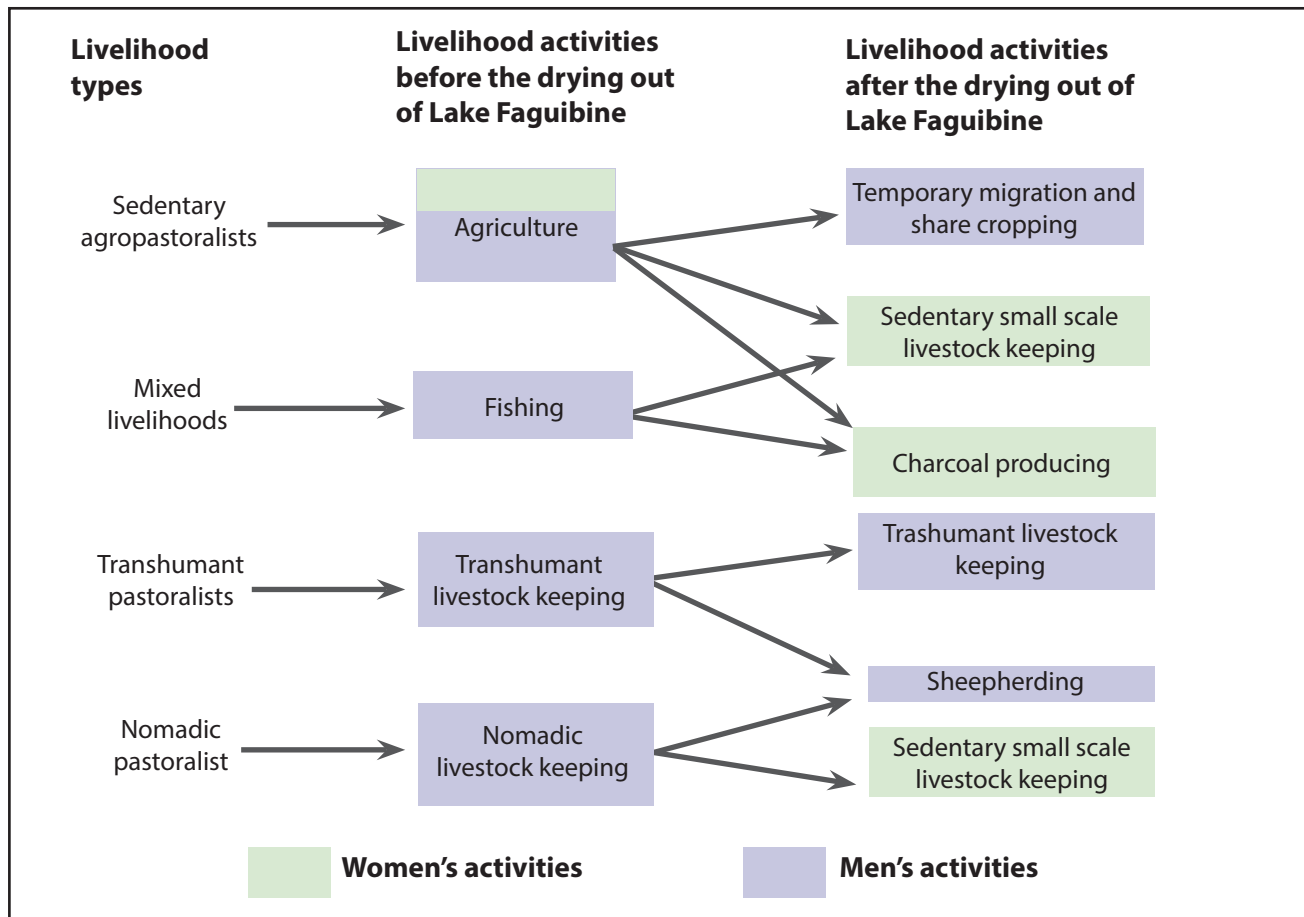 Livelihood
types
Livelihood activities
before the drying out
of Lake Faguibine
Livelihood activities
after the drying out of
Lake Faguibine
Sedentary
agropastoralists
Agriculture
Temporary migration and
share cropping
Sedentary small scale
livestock keeping
Mixed
livelihoods
Fishing
Charcoal producing
Transhumant
pastoralists
Transhumant
livestock keeping
Trashumant livestock
keeping
Sheepherding
Nomadic
pastoralist
Nomadic
livestock keeping
Sedentary small scale
livestock keeping
Women’s activities
Men’s activities